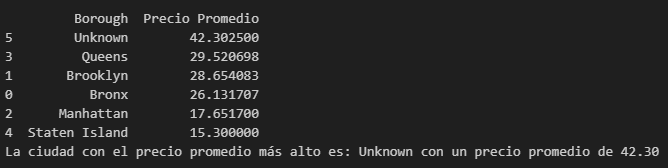 Borough Precio Promedio
5 Unknown 42.302500
3 Queens 29.520698
1 Brooklyn 28.654083
0 Bronx 26.131707
2 Manhattan 17.651700
4 Staten Island 15.300000
La ciudad con el precio promedio más alto es: Unknown con un precio promedio de 42.30